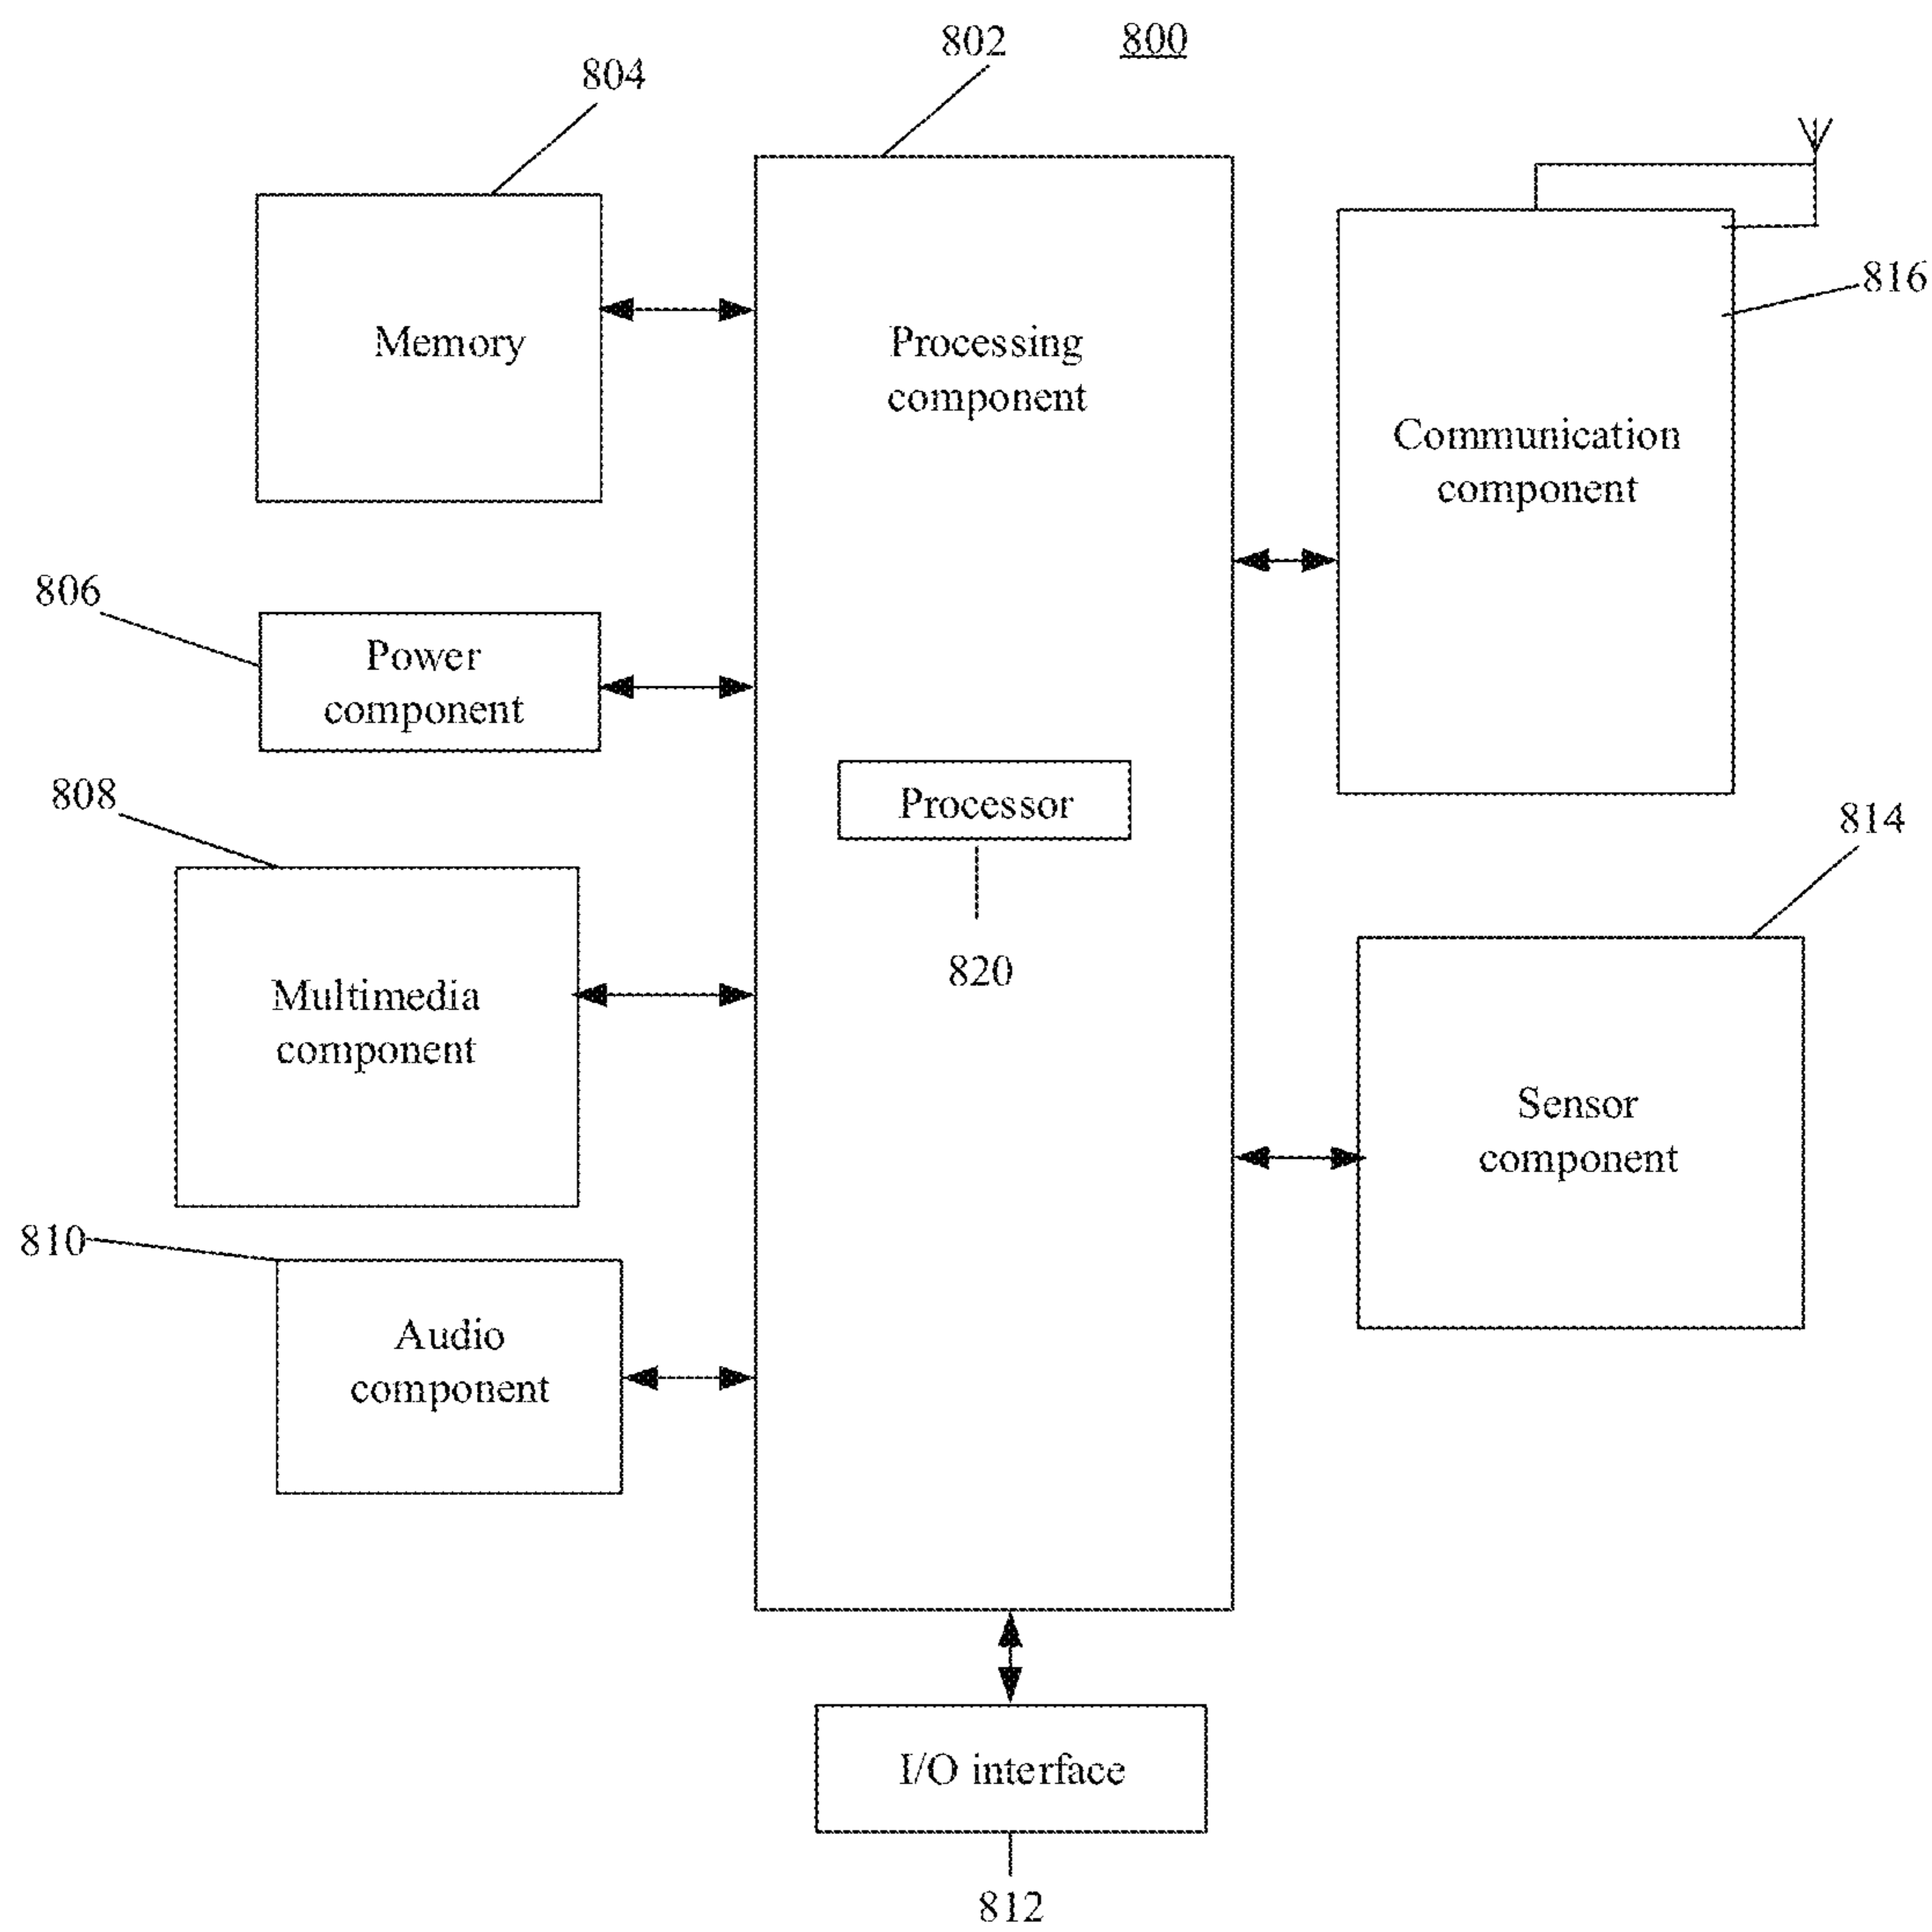 802
800
804
Memory
Processing
component
816
Communication
component
806
Power
component
808
Processor
814
820
Multimedia
component
Sensor
component
810
Audio
component
I/O interface
812